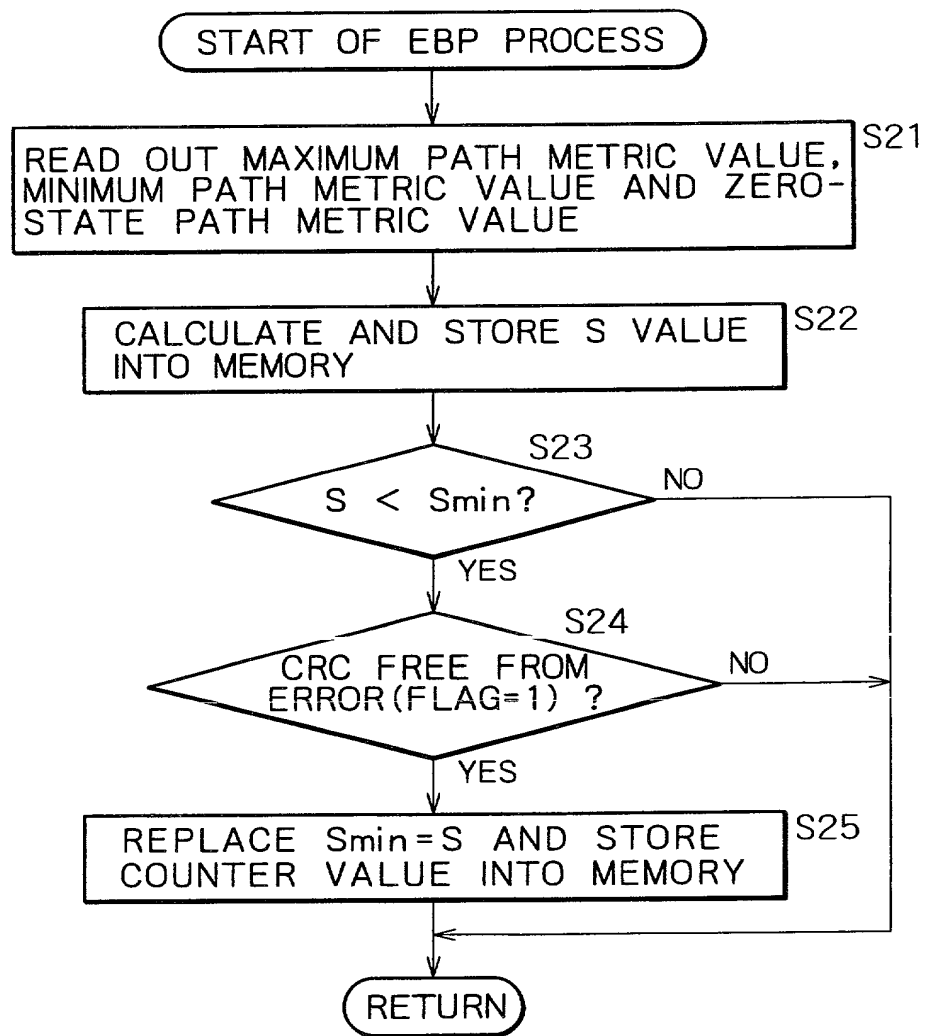 START OF EBP PROCESS
S21
READ OUT MAXIMUM PATH METRIC VALUE,
MINIMUM PATH METRIC VALUE AND ZERO-
STATE PATH METRIC VALUE
S22
CALCULATE AND STORE S VALUE
INTO MEMORY
S23
S < Smin?
NO
YES
S24
CRC FREE FROM
ERROR(FLAG=1) ?
NO
YES
S25
REPLACE Smin=S AND STORE
COUNTER VALUE INTO MEMORY
RETURN